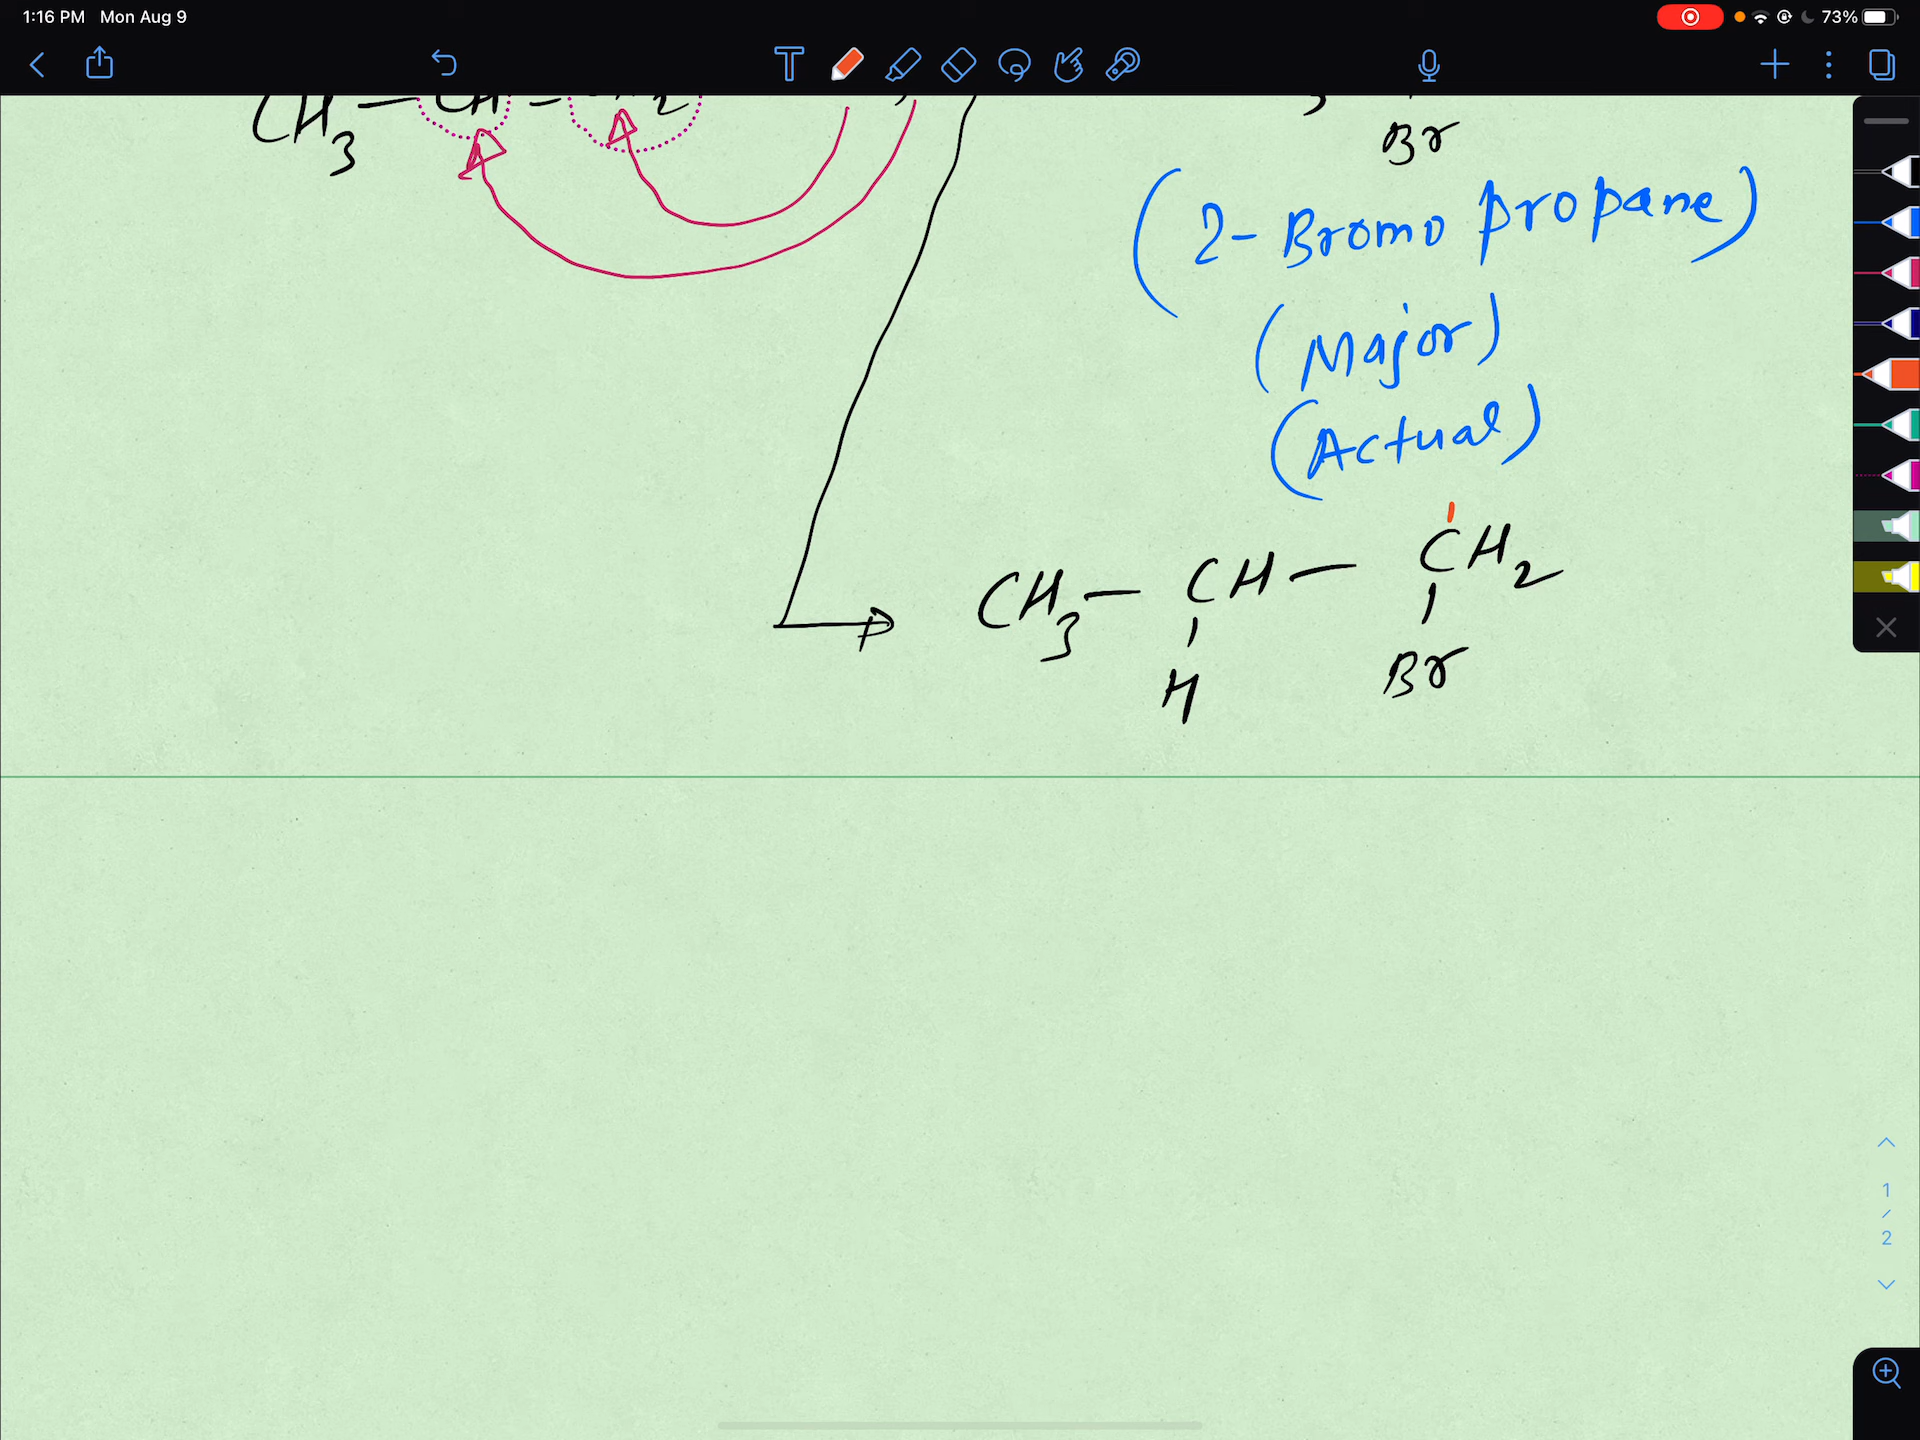 1:16 PM Mon Aug 9
73%
CH3 — CH —
Br
(2-Bromo propane)
(Major)
(Actual)
CH3 — CH — CH2
H Br
1
/
2